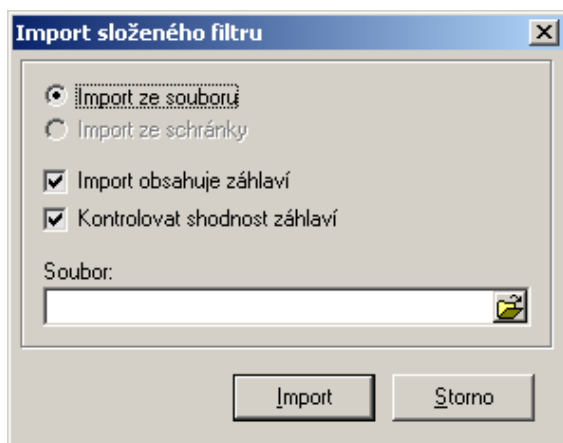 Import složeného filtru
Import ze souboru
Import ze schránky
Import obsahuje záhlaví
Kontrolovat shodnost záhlaví
Soubor:
Import
Storno